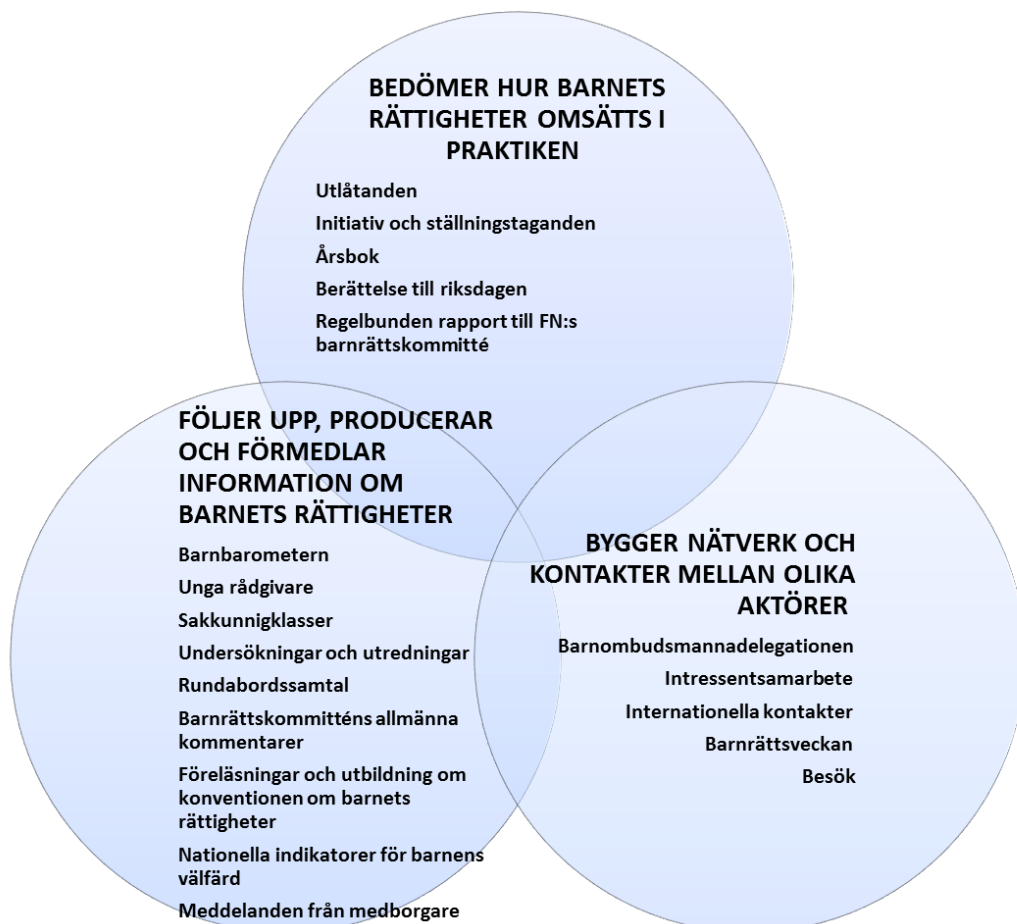 BEDÖMER HUR BARNETS
RÄTTIGHETER OMSÄTTS I
PRAKTIKEN
Utlåtanden
Initiativ och ställningstaganden
Årsbok
Berättelse till riksdagen
Regelbunden rapport till FN:s
barnrättskommitté
FÖLJER UPP, PRODUCERAR
OCH FÖRMEDLAR
INFORMATION OM
BARNETS RÄTTIGHETER
Barnbarometern
Unga rådgivare
Sakkunnigklasser
Undersökningar och utredningar
Rundabordssamtal
Barnrättskommitténs allmänna
kommentarer
Föreläsningar och utbildning om
konventionen om barnets
rättigheter
Nationella indikatorer för barnens
välfärd
Meddelanden från medborgare
BYGGER NÄTVERK OCH
KONTAKTER MELLAN OLIKA
AKTÖRER
Barnombudsmannadelegationen
Intressentsamarbete
Internationella kontakter
Barnrättsveckan
Besök